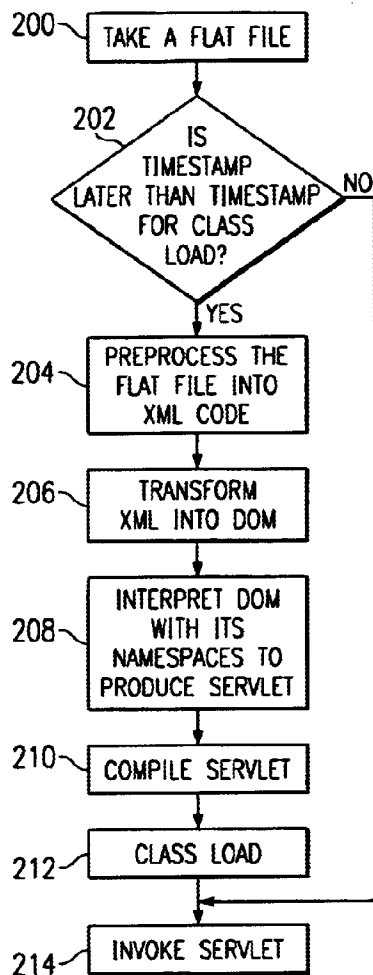 200
TAKE A FLAT FILE
202
IS
TIMESTAMP
LATER THAN TIMESTAMP
FOR CLASS
LOAD?
NO
YES
204
PREPROCESS THE
FLAT FILE INTO
XML CODE
206
TRANSFORM
XML INTO DOM
208
INTERPRET DOM
WITH ITS
NAMESPACES TO
PRODUCE SERVLET
210
COMPILE SERVLET
212
CLASS LOAD
214
INVOKE SERVLET